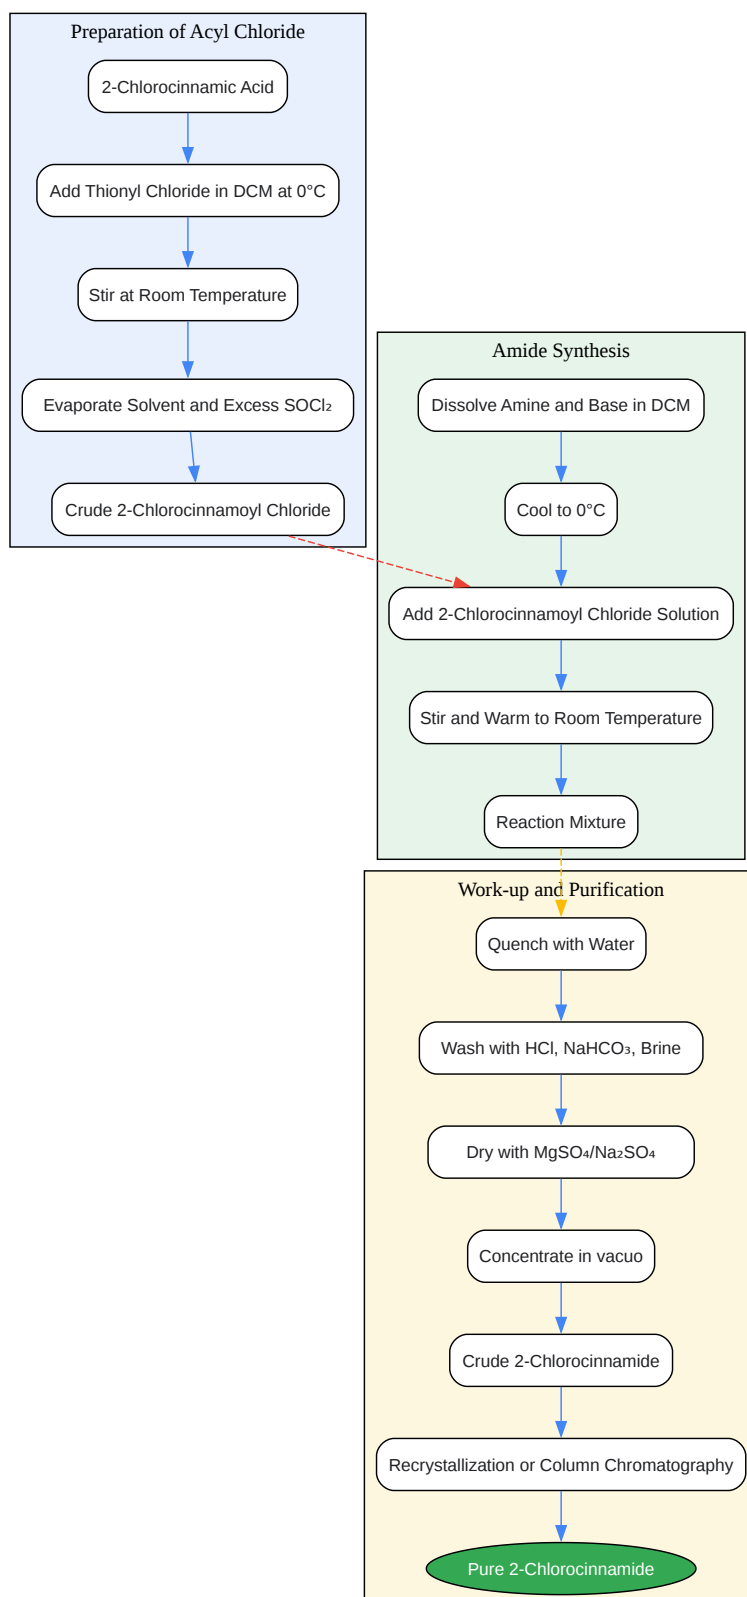 Preparation of Acyl Chloride
2-Chlorocinnamic Acid
Add Thionyl Chloride in DCM at 0°C
Stir at Room Temperature
Evaporate Solvent and Excess SOCl₂
Crude 2-Chlorocinnamoyl Chloride
Amide Synthesis
Dissolve Amine and Base in DCM
Cool to 0°C
Add 2-Chlorocinnamoyl Chloride Solution
Stir and Warm to Room Temperature
Reaction Mixture
Work-up and Purification
Quench with Water
Wash with HCl, NaHCO₃, Brine
Dry with MgSO₄/Na₂SO₄
Concentrate in vacuo
Crude 2-Chlorocinnamide
Recrystallization or Column Chromatography
Pure 2-Chlorocinnamide